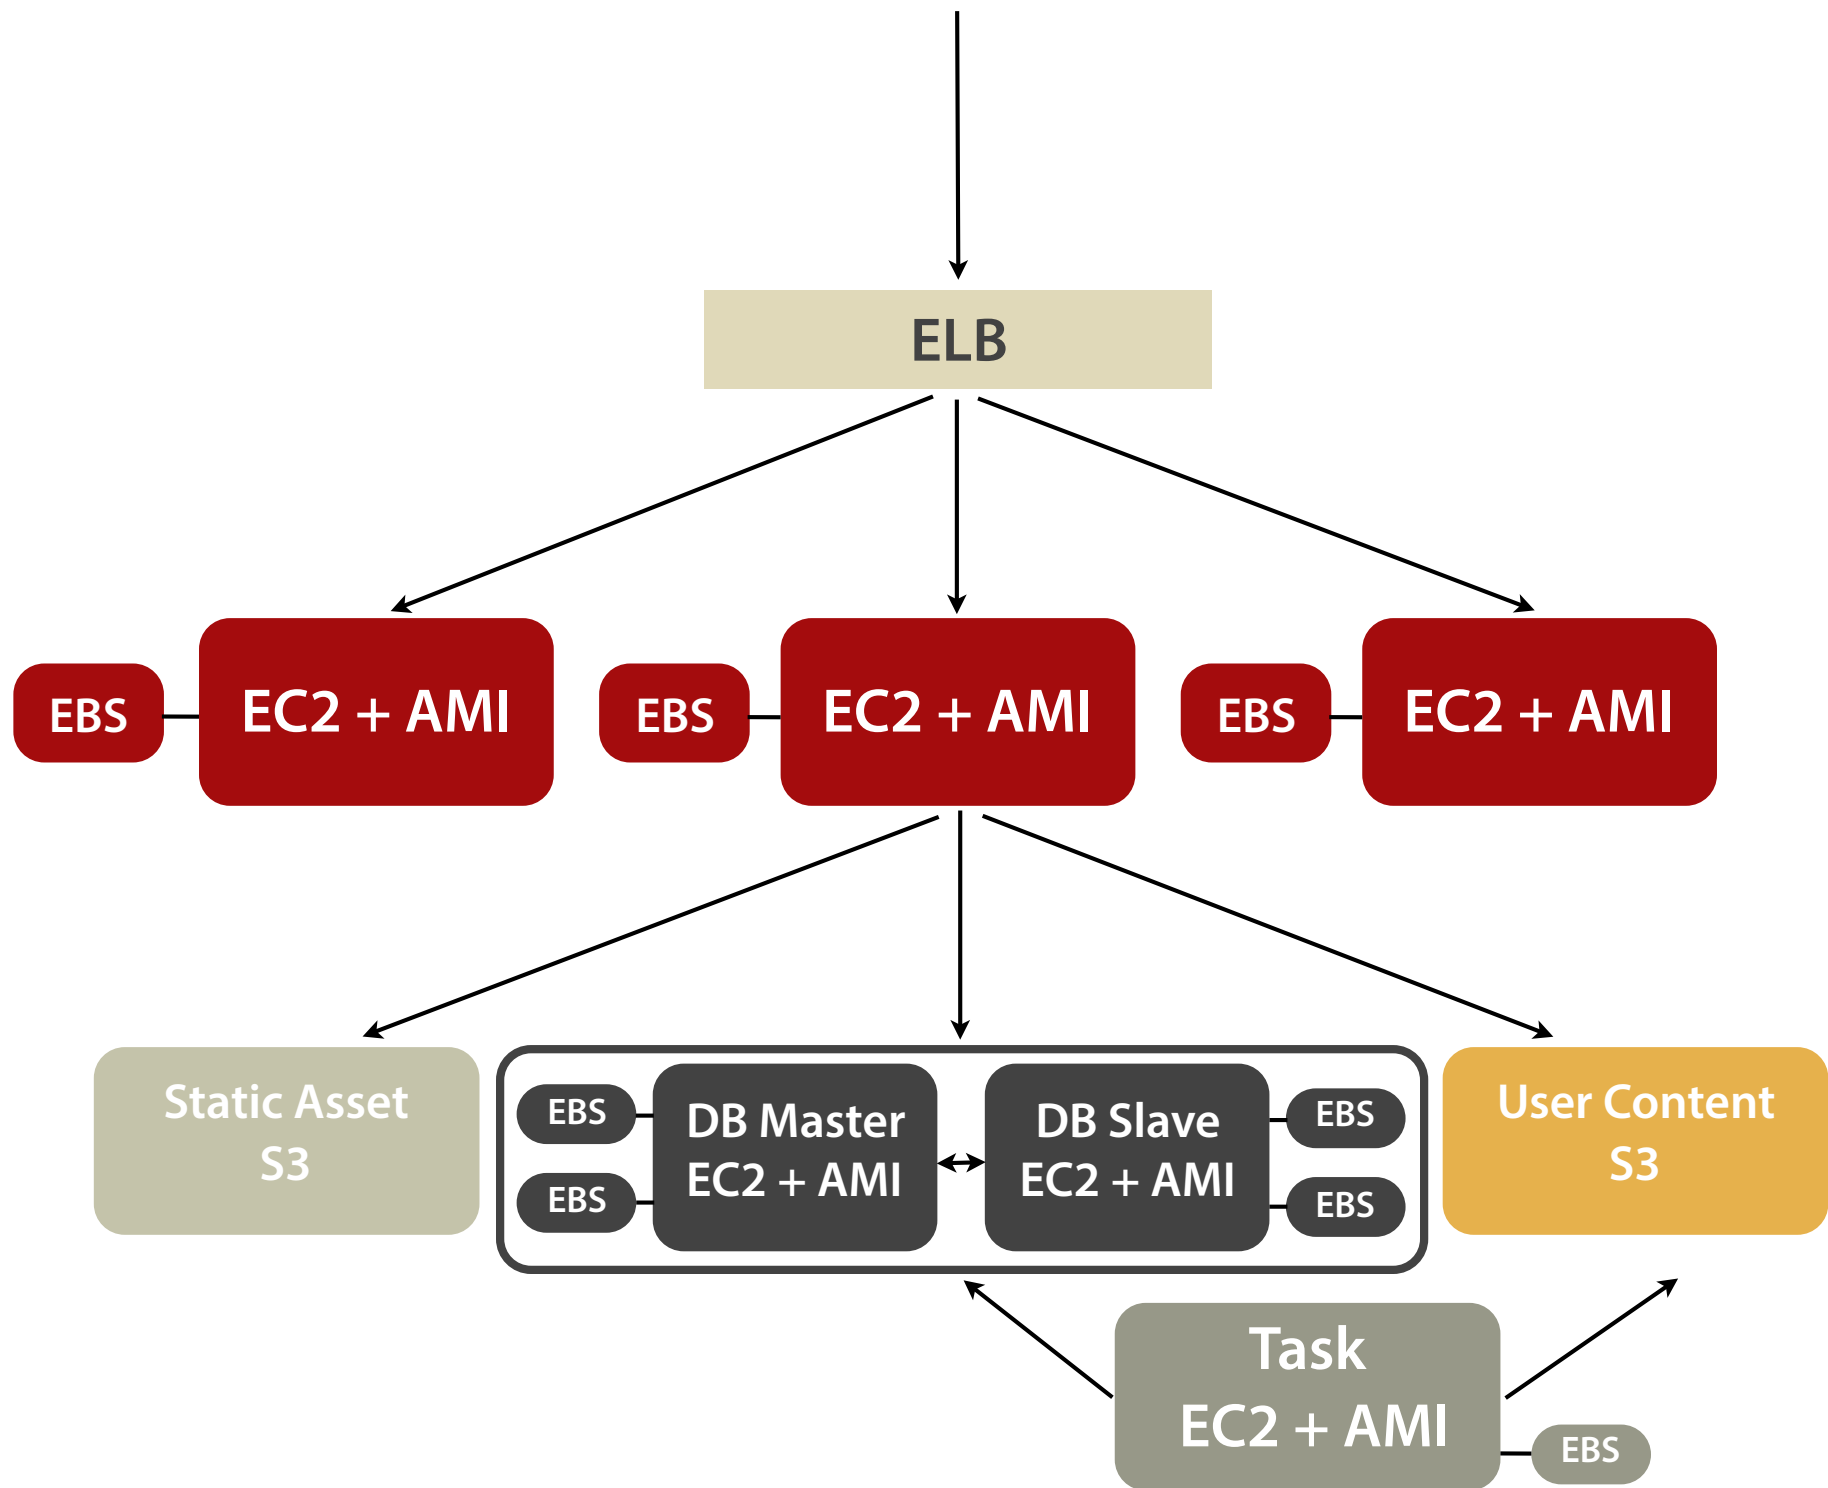 ELB
EBS
EC2 + AMI
EBS
EC2 + AMI
EBS
EC2 + AMI
Static Asset
S3
EBS
EBS
DB Master
EC2 + AMI
DB Slave
EC2 + AMI
EBS
EBS
User Content
S3
Task
EC2 + AMI
EBS